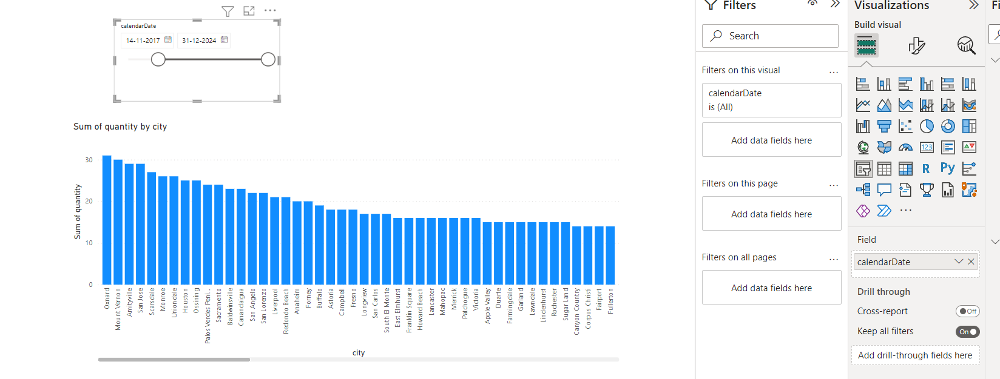 Filters
Visualizations
Fi
calendarDate
14-11-2017
31-12-2024
Build visual
Search
Filters on this visual
...
calendarDate
is (All)
Add data fields here
Sum of quantity by city
Filters on this page
...
Add data fields here
Filters on all pages
...
Add data fields here
30
20
10
0
Sum of quantity
Oxnard
Mount Vernon
Amityville
San Jose
Scarsdale
Monroe
Uniondale
Houston
Ossining
Palos Verdes Peni...
Sacramento
Baldwinsville
Canandaigua
San Angelo
San Lorenzo
Liverpool
Redondo Beach
Anaheim
Forney
Buffalo
Astoria
Campbell
Fresno
Longview
San Carlos
South El Monte
East Elmhurst
Franklin Square
Howard Beach
Lancaster
Mahopac
Merrick
Patchogue
Victoria
Apple Valley
Duarte
Farmingdale
Garland
Lawndale
Lindenhurst
Rochester
Sugar Land
Canyon Country
Corpus Christi
Fairport
Fullerton
city
123
R
Py
...
Field
calendarDate
Drill through
Cross-report
Off
Keep all filters
On
Add drill-through fields here